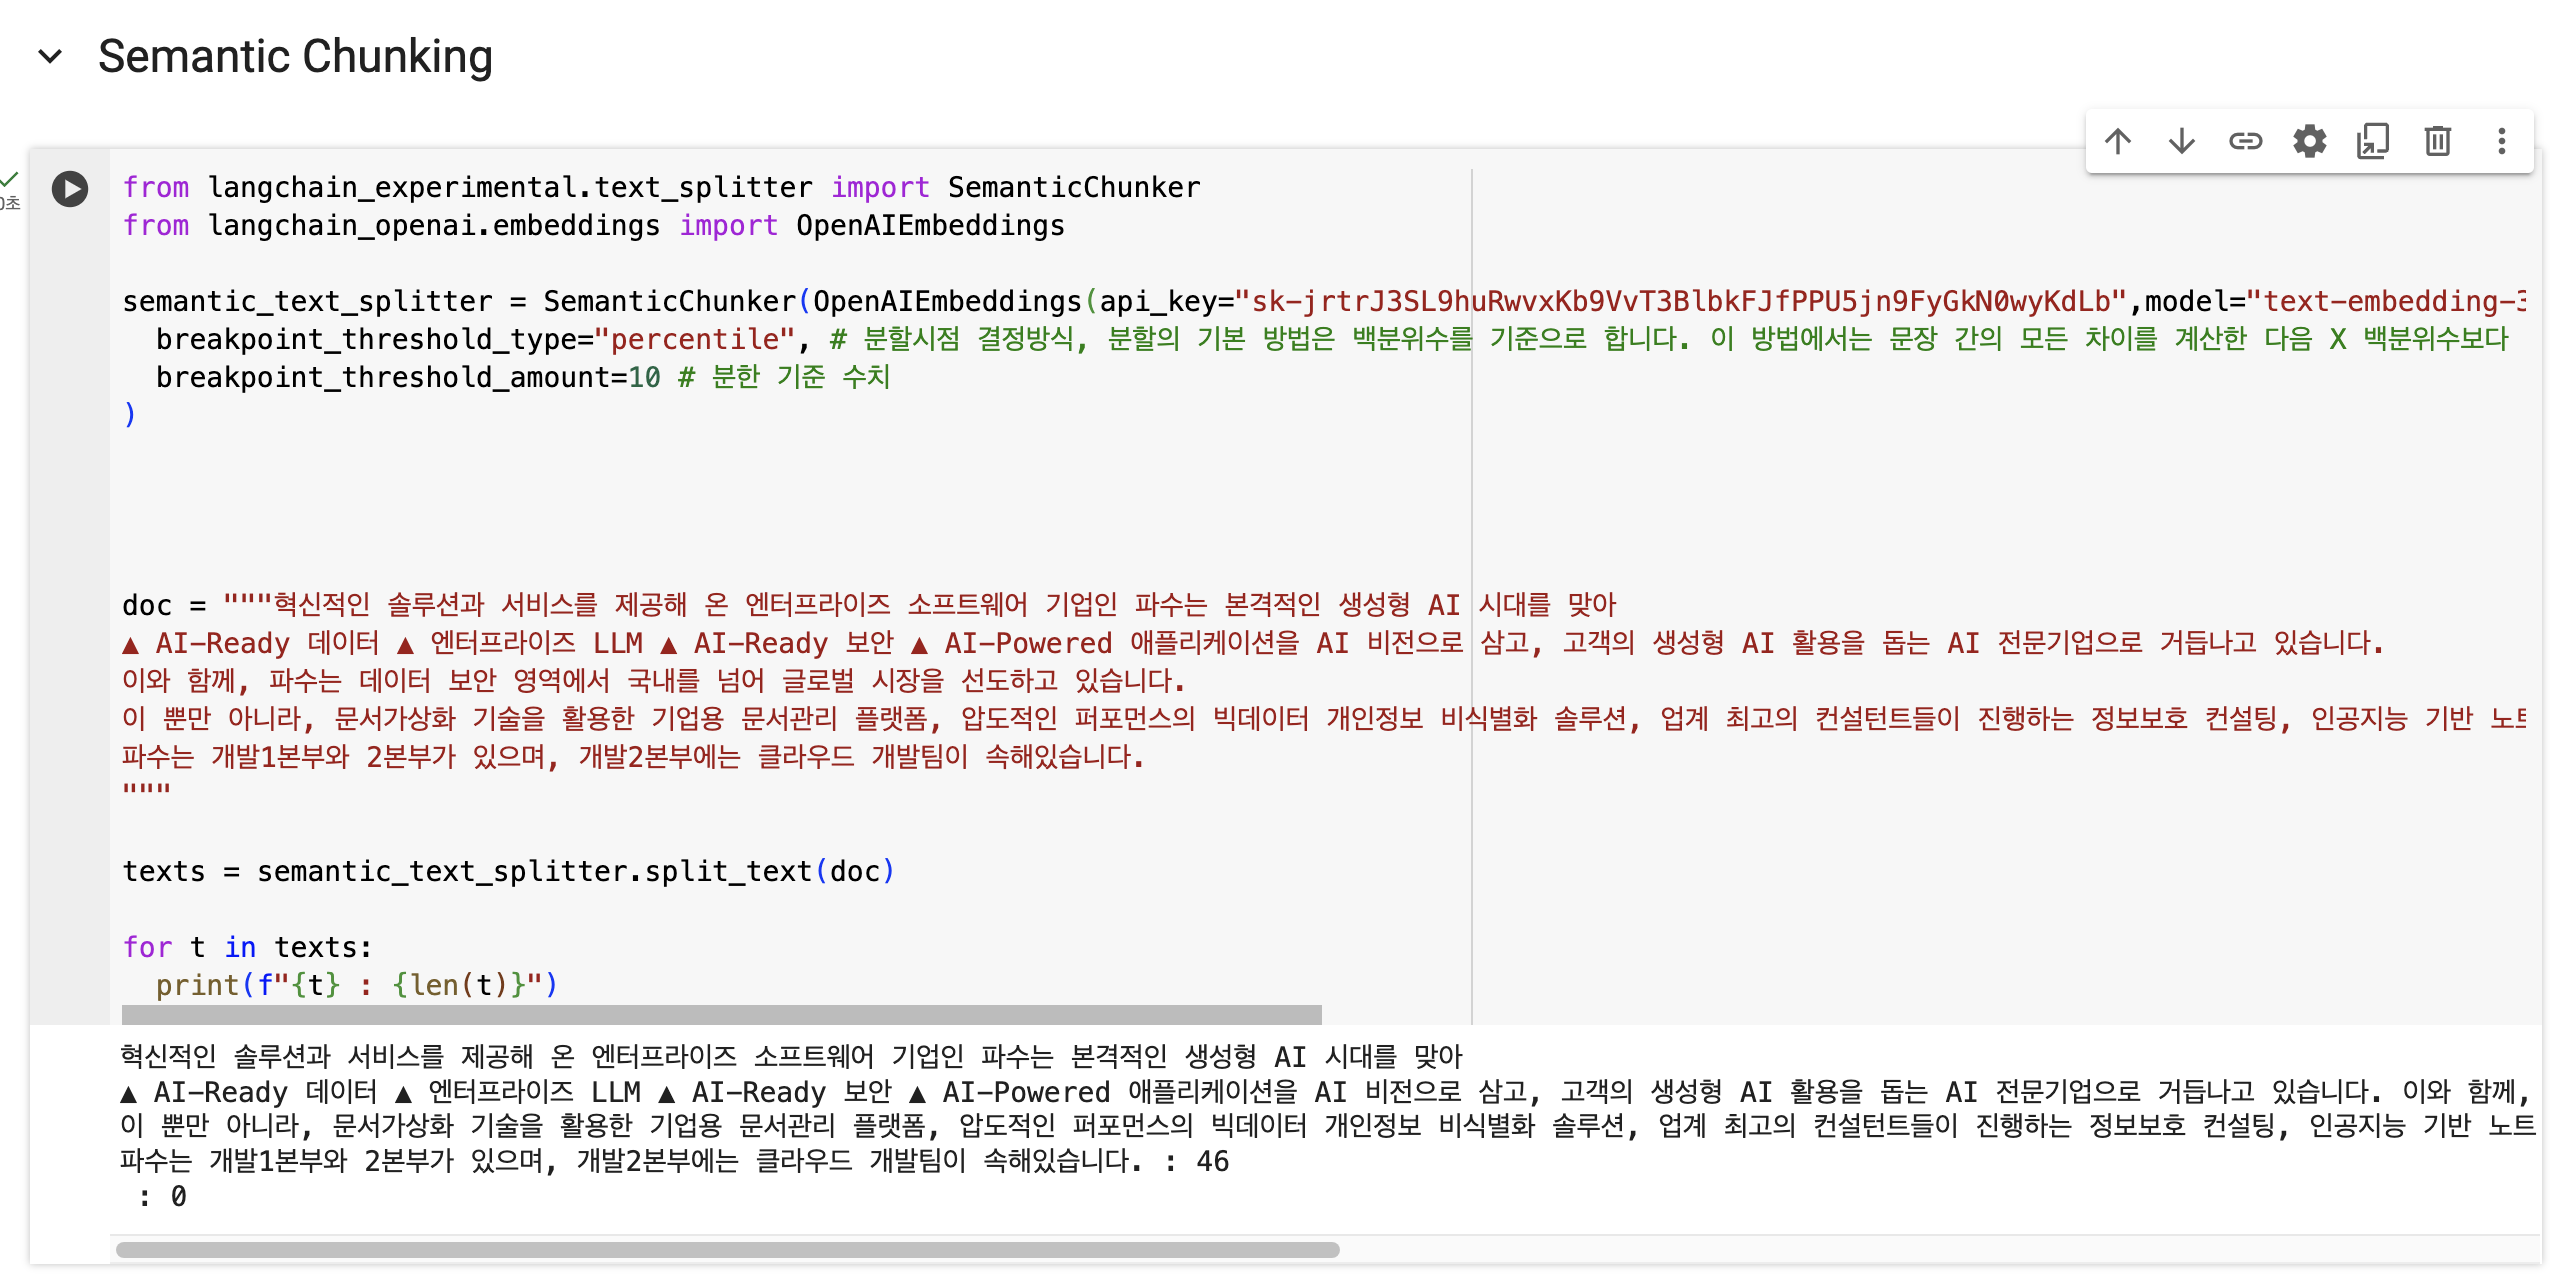 Semantic Chunking
0초
from langchain_experimental.text_splitter import SemanticChunker
from langchain_openai.embeddings import OpenAIEmbeddings
semantic_text_splitter = SemanticChunker(OpenAIEmbeddings(api_key="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",model="text-embedding-3
breakpoint_threshold_type="percentile", # 분할시점 결정방식, 분할의 기본 방법은 백분위수를 기준으로 합니다. 이 방법에서는 문장 간의 모든 차이를 계산한 다음 X 백분위수보다
breakpoint_threshold_amount=10 # 분한 기준 수치
)
doc = """혁신적인 솔루션과 서비스를 제공해 온 엔터프라이즈 소프트웨어 기업인 파수는 본격적인 생성형 AI 시대를 맞아
▲ AI-Ready 데이터 ▲ 엔터프라이즈 LLM ▲ AI-Ready 보안 ▲ AI-Powered 애플리케이션을 AI 비전으로 삼고, 고객의 생성형 AI 활용을 돕는 AI 전문기업으로 거듭나고 있습니다.
이와 함께, 파수는 데이터 보안 영역에서 국내를 넘어 글로벌 시장을 선도하고 있습니다.
이 뿐만 아니라, 문서가상화 기술을 활용한 기업용 문서관리 플랫폼, 압도적인 퍼포먼스의 빅데이터 개인정보 비식별화 솔루션, 업계 최고의 컨설턴트들이 진행하는 정보보호 컨설팅, 인공지능 기반 노트
파수는 개발1본부와 2본부가 있으며, 개발2본부에는 클라우드 개발팀이 속해있습니다.
"""
texts = semantic_text_splitter.split_text(doc)
for t in texts:
print(f"{t} : {len(t)}")
혁신적인 솔루션과 서비스를 제공해 온 엔터프라이즈 소프트웨어 기업인 파수는 본격적인 생성형 AI 시대를 맞아
▲ AI-Ready 데이터 ▲ 엔터프라이즈 LLM ▲ AI-Ready 보안 ▲ AI-Powered 애플리케이션을 AI 비전으로 삼고, 고객의 생성형 AI 활용을 돕는 AI 전문기업으로 거듭나고 있습니다. 이와 함께,
이 뿐만 아니라, 문서가상화 기술을 활용한 기업용 문서관리 플랫폼, 압도적인 퍼포먼스의 빅데이터 개인정보 비식별화 솔루션, 업계 최고의 컨설턴트들이 진행하는 정보보호 컨설팅, 인공지능 기반 노트
파수는 개발1본부와 2본부가 있으며, 개발2본부에는 클라우드 개발팀이 속해있습니다. : 46
: 0